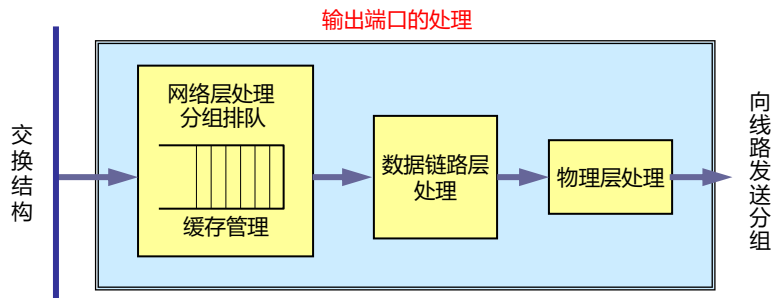 输出端口的处理
交换结构
网络层处理
分组排队
缓存管理
数据链路层
处理
物理层处理
向线路发送分组